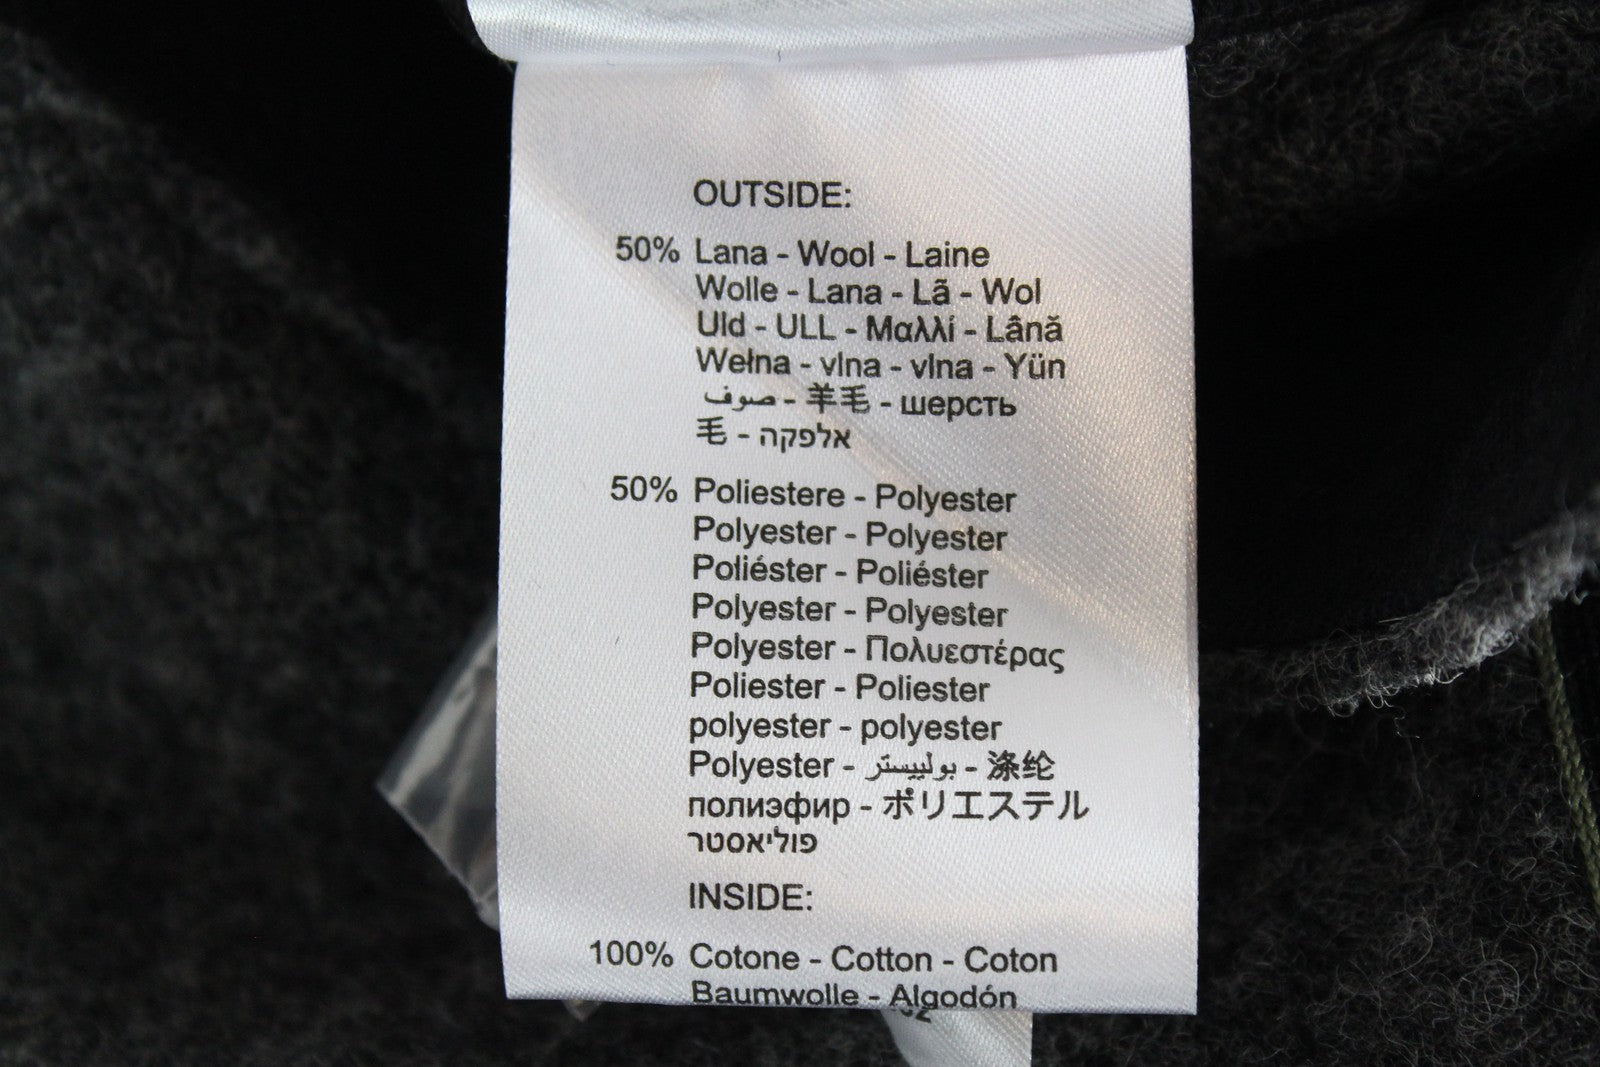 OUTSIDE:
50% Lana - Wool - Laine
Wolle - Lana - Lã - Wol
Uld - ULL - Μαλλί - Lână
Wełna - vlna - vlna - Yün
صوف - 羊毛 - шерсть
毛 - אלפקה
50% Poliestere - Polyester
Polyester - Polyester
Poliéster - Poliéster
Polyester - Polyester
Polyester - Πολυεστέρας
Poliester - Poliester
polyester - polyester
Polyester - بولييستر - 涤纶
полиэфир - ポリエステル
פוליאסטר
INSIDE:
100% Cotone - Cotton - Coton
Baumwolle - Algodón